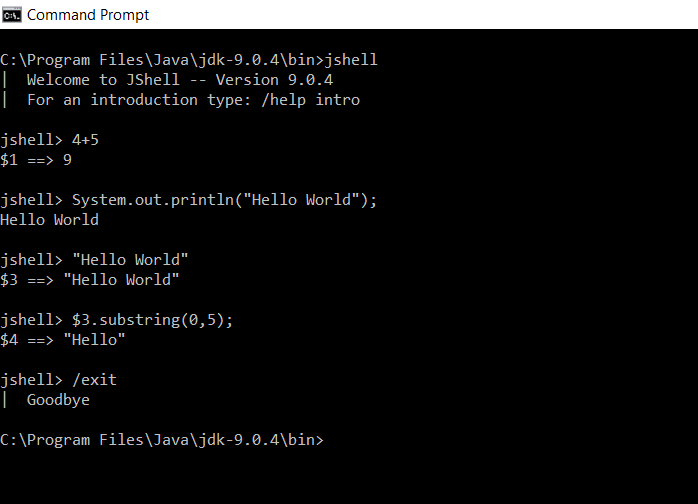 Command Prompt
C:\Program Files\Java\jdk-9.0.4\bin>jshell
|  Welcome to JShell -- Version 9.0.4
|  For an introduction type: /help intro
jshell> 4+5
$1 ==> 9
jshell> System.out.println("Hello World");
Hello World
jshell> "Hello World"
$3 ==> "Hello World"
jshell> $3.substring(0,5);
$4 ==> "Hello"
jshell> /exit
|  Goodbye
C:\Program Files\Java\jdk-9.0.4\bin>